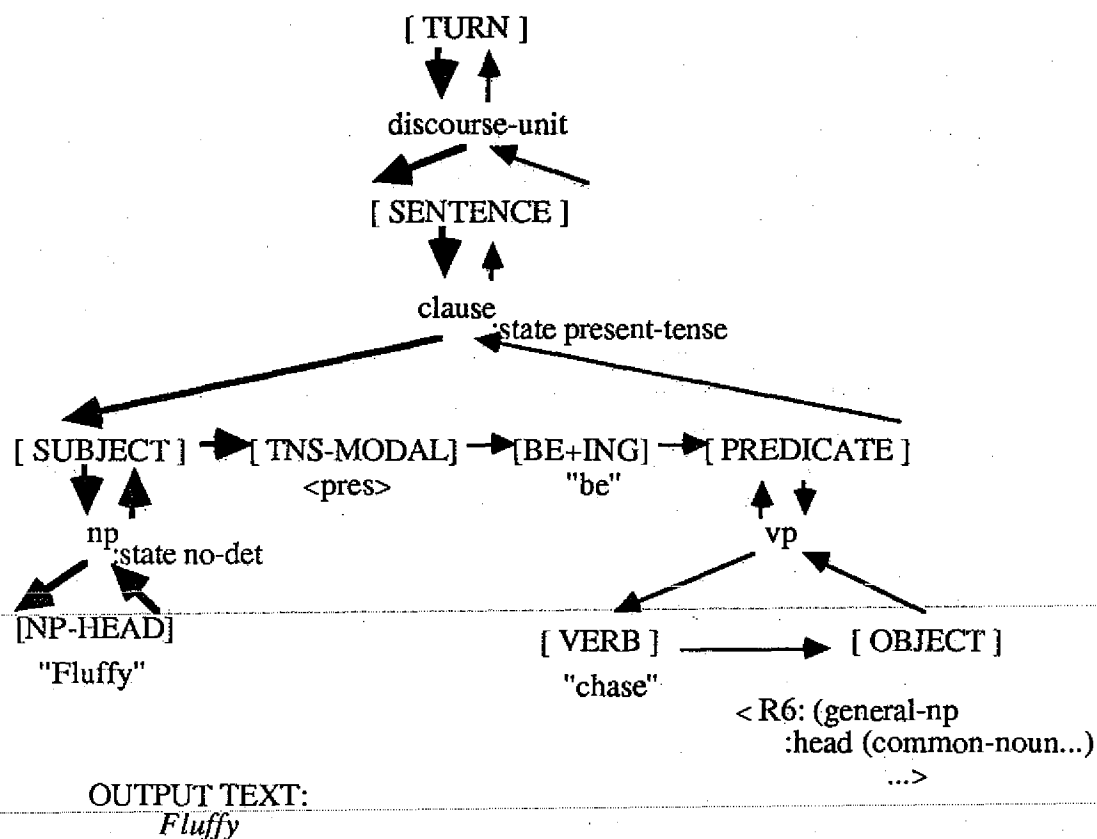 [ TURN ]
discourse-unit
[ SENTENCE ]
clause
:state present-tense
[ SUBJECT ] [ TNS-MODAL] [BE+ING] [ PREDICATE ]
<pres> "be"
np vp
:state no-det
[NP-HEAD] [ VERB ] [ OBJECT ]
"Fluffy" "chase"
< R6: (general-np
:head (common-noun...)
...>
OUTPUT TEXT:
Fluffy